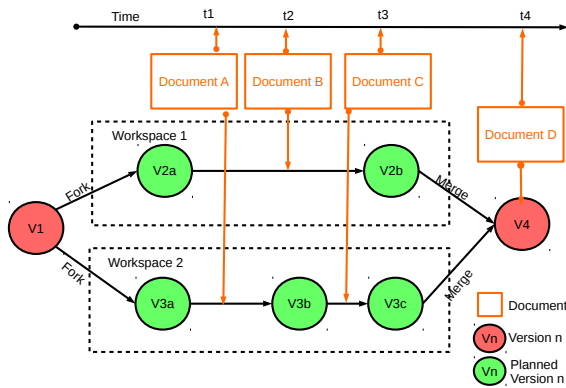 Time
t1
t2
t3
t4
Document A
Document B
Document C
Document D
Workspace 1
V2a
V2b
Fork
Merge
V1
V4
Workspace 2
Fork
V3a
V3b
V3c
Merge
Document
Vn
Version n
Vn
Planned
Version n